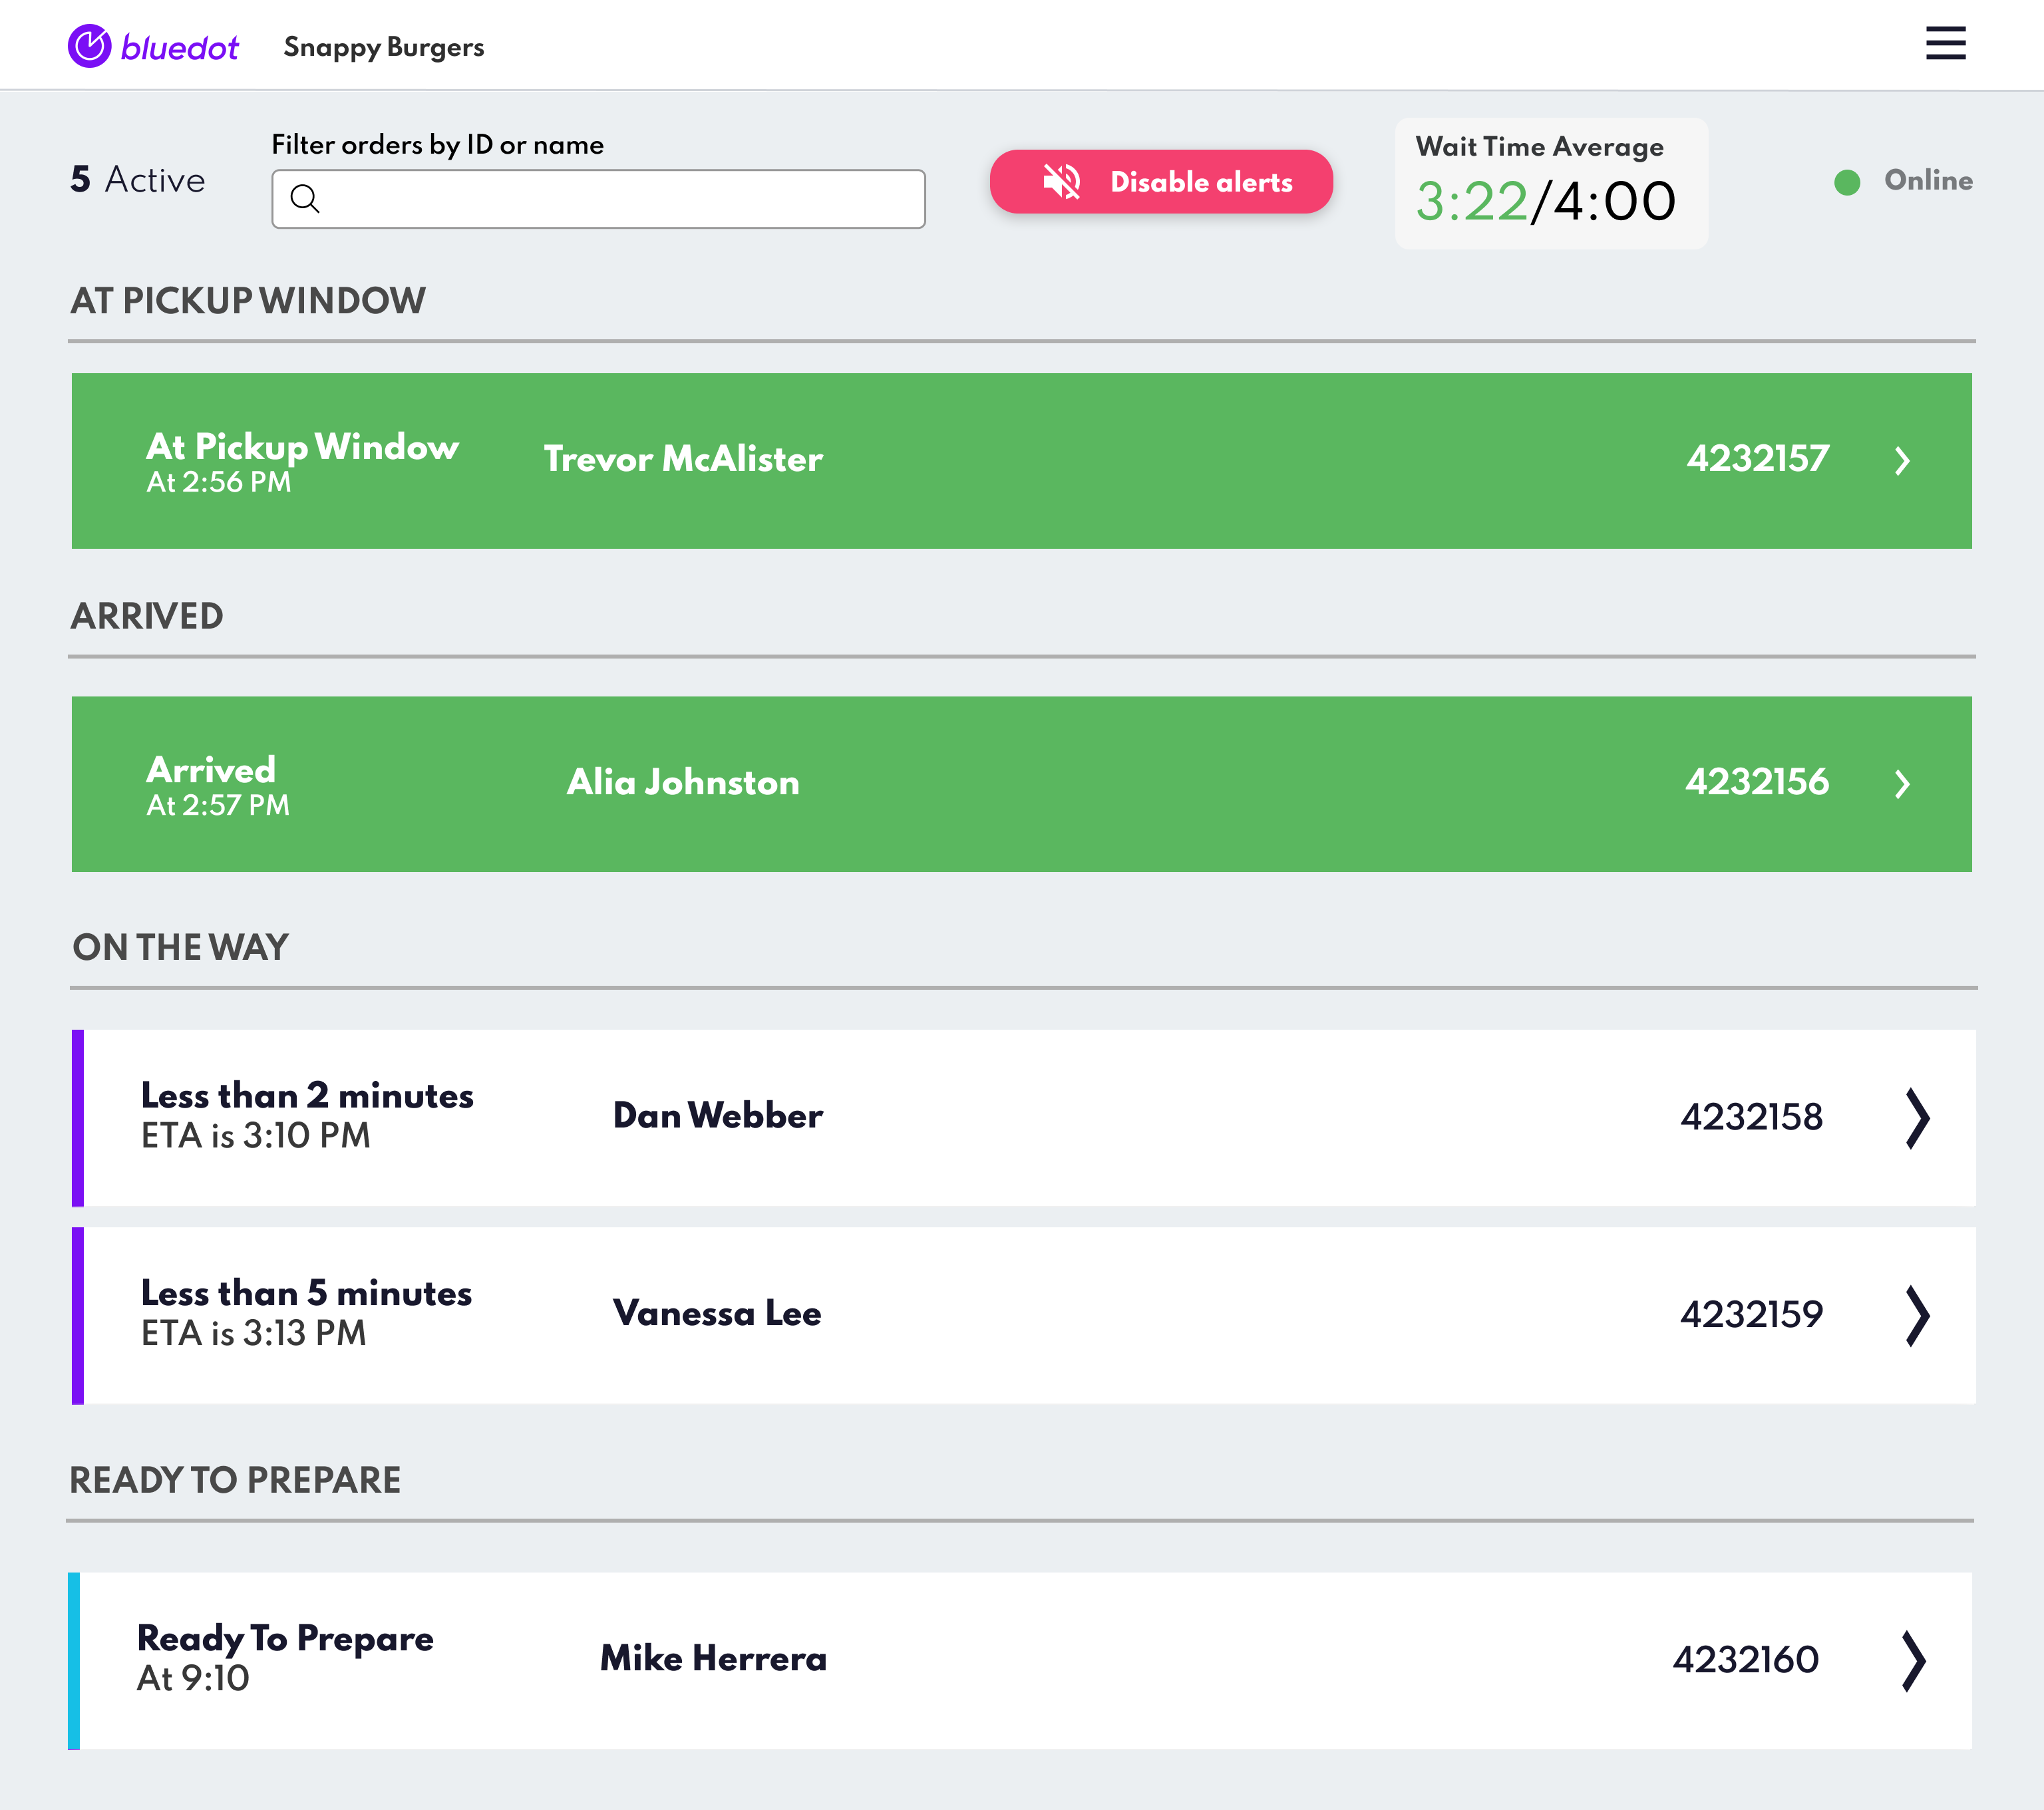 bluedot Snappy Burgers
5 Active
Filter orders by ID or name
Disable alerts
Wait Time Average
3:22/4:00
Online
AT PICKUP WINDOW
At Pickup Window
At 2:56 PM
Trevor McAlister
4232157
ARRIVED
Arrived
At 2:57 PM
Alia Johnston
4232156
ON THE WAY
Less than 2 minutes
ETA is 3:10 PM
Dan Webber
4232158
Less than 5 minutes
ETA is 3:13 PM
Vanessa Lee
4232159
READY TO PREPARE
Ready To Prepare
At 9:10
Mike Herrera
4232160